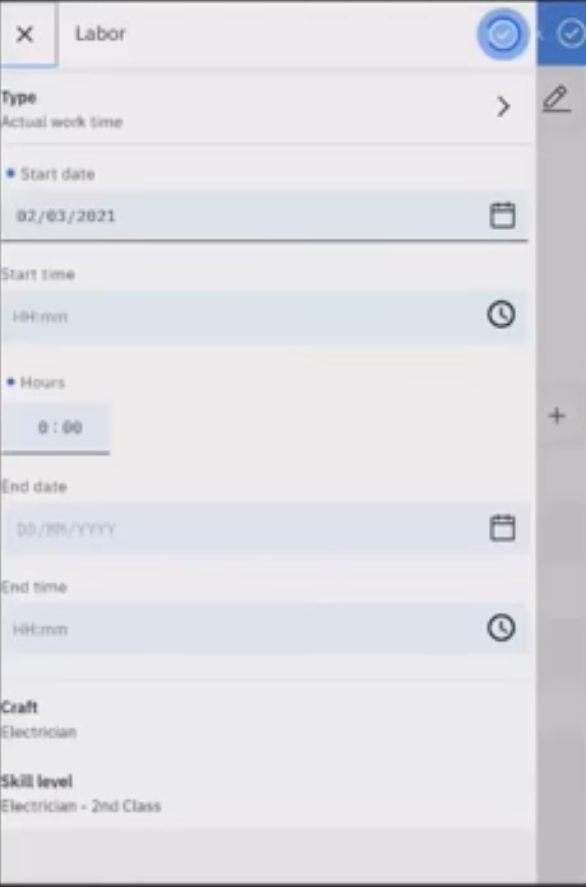 Labor
Type
Actual work time
Start date
02/03/2021
Start time
HH:mm
Hours
0:00
End date
DD/MM/YYYY
End time
HH:mm
Craft
Electrician
Skill level
Electrician - 2nd Class